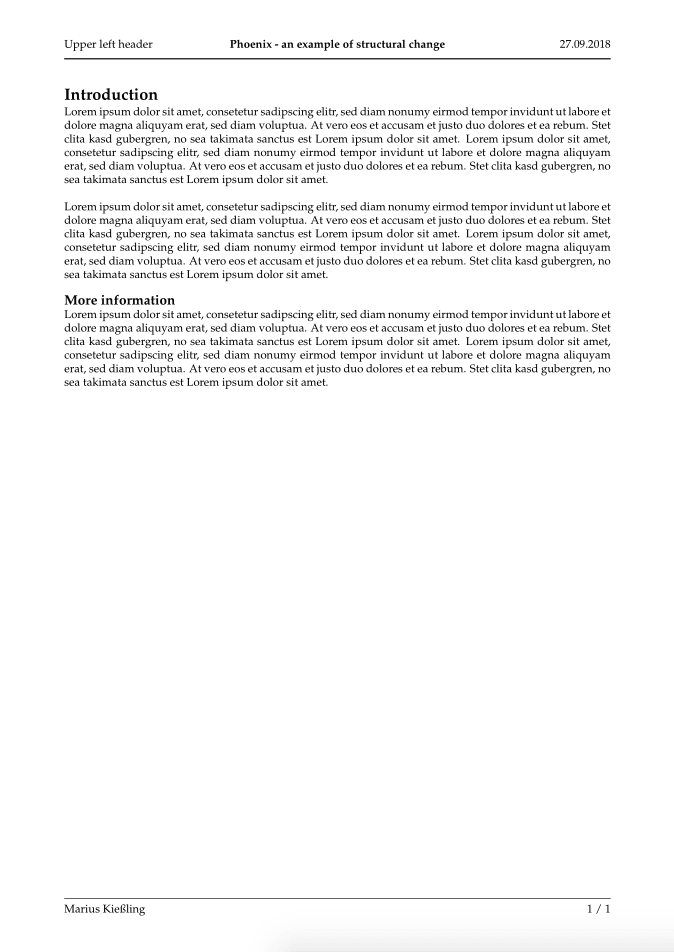 Upper left header Phoenix - an example of structural change 27.09.2018
Introduction
Lorem ipsum dolor sit amet, consetetur sadipscing elitr, sed diam nonumy eirmod tempor invidunt ut labore et
dolore magna aliquyam erat, sed diam voluptua. At vero eos et accusam et justo duo dolores et ea rebum. Stet
clita kasd gubergren, no sea takimata sanctus est Lorem ipsum dolor sit amet. Lorem ipsum dolor sit amet,
consetetur sadipscing elitr, sed diam nonumy eirmod tempor invidunt ut labore et dolore magna aliquyam
erat, sed diam voluptua. At vero eos et accusam et justo duo dolores et ea rebum. Stet clita kasd gubergren, no
sea takimata sanctus est Lorem ipsum dolor sit amet.
Lorem ipsum dolor sit amet, consetetur sadipscing elitr, sed diam nonumy eirmod tempor invidunt ut labore et
dolore magna aliquyam erat, sed diam voluptua. At vero eos et accusam et justo duo dolores et ea rebum. Stet
clita kasd gubergren, no sea takimata sanctus est Lorem ipsum dolor sit amet. Lorem ipsum dolor sit amet,
consetetur sadipscing elitr, sed diam nonumy eirmod tempor invidunt ut labore et dolore magna aliquyam
erat, sed diam voluptua. At vero eos et accusam et justo duo dolores et ea rebum. Stet clita kasd gubergren, no
sea takimata sanctus est Lorem ipsum dolor sit amet.
More information
Lorem ipsum dolor sit amet, consetetur sadipscing elitr, sed diam nonumy eirmod tempor invidunt ut labore et
dolore magna aliquyam erat, sed diam voluptua. At vero eos et accusam et justo duo dolores et ea rebum. Stet
clita kasd gubergren, no sea takimata sanctus est Lorem ipsum dolor sit amet. Lorem ipsum dolor sit amet,
consetetur sadipscing elitr, sed diam nonumy eirmod tempor invidunt ut labore et dolore magna aliquyam
erat, sed diam voluptua. At vero eos et accusam et justo duo dolores et ea rebum. Stet clita kasd gubergren, no
sea takimata sanctus est Lorem ipsum dolor sit amet.
Marius Kießling 1 / 1